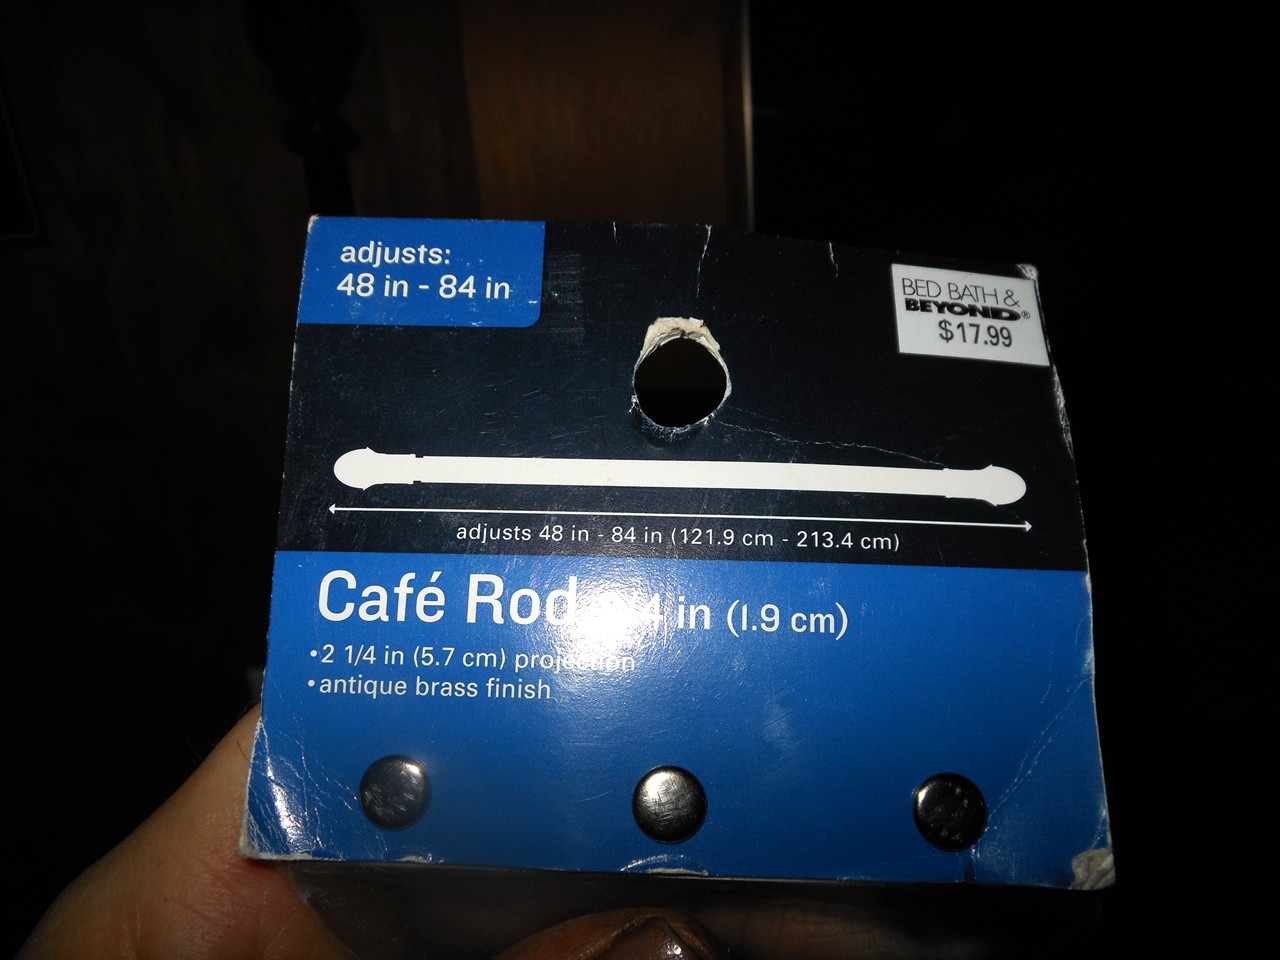 adjusts:
48 in - 84 in
BED BATH &
BEYOND®
$17.99
adjusts 48 in - 84 in (121.9 cm - 213.4 cm)
Café Rod 3/4 in (1.9 cm)
•2 1/4 in (5.7 cm) projection
•antique brass finish